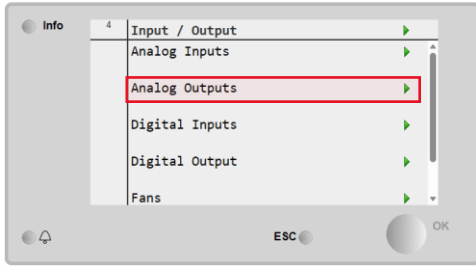 Info
4 Input / Output
Analog Inputs
Analog Outputs
Digital Inputs
Digital Output
Fans
ESC
OK